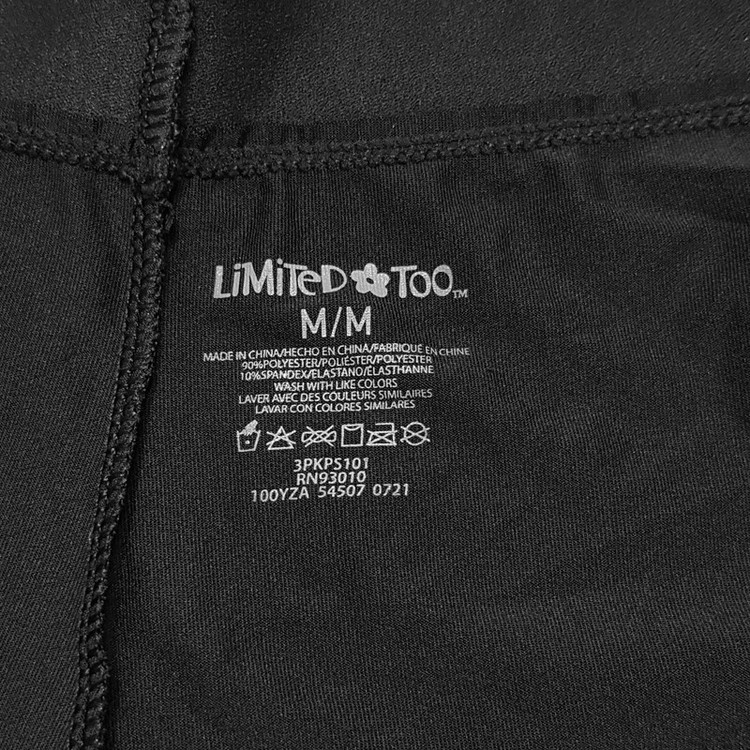 LiMiTeD TOO™
M/M
MADE IN CHINA/HECHO EN CHINA/FABRIQUÉ EN CHINE
90%POLYESTER/POLIÉSTER/POLYESTER
10%SPANDEX/ELASTANO/ÉLASTHANNE
WASH WITH LIKE COLORS
LAVER AVEC DES COULEURS SIMILAIRES
LAVAR CON COLORES SIMILARES
3PKPS101
RN93010
100YZA 54507 0721